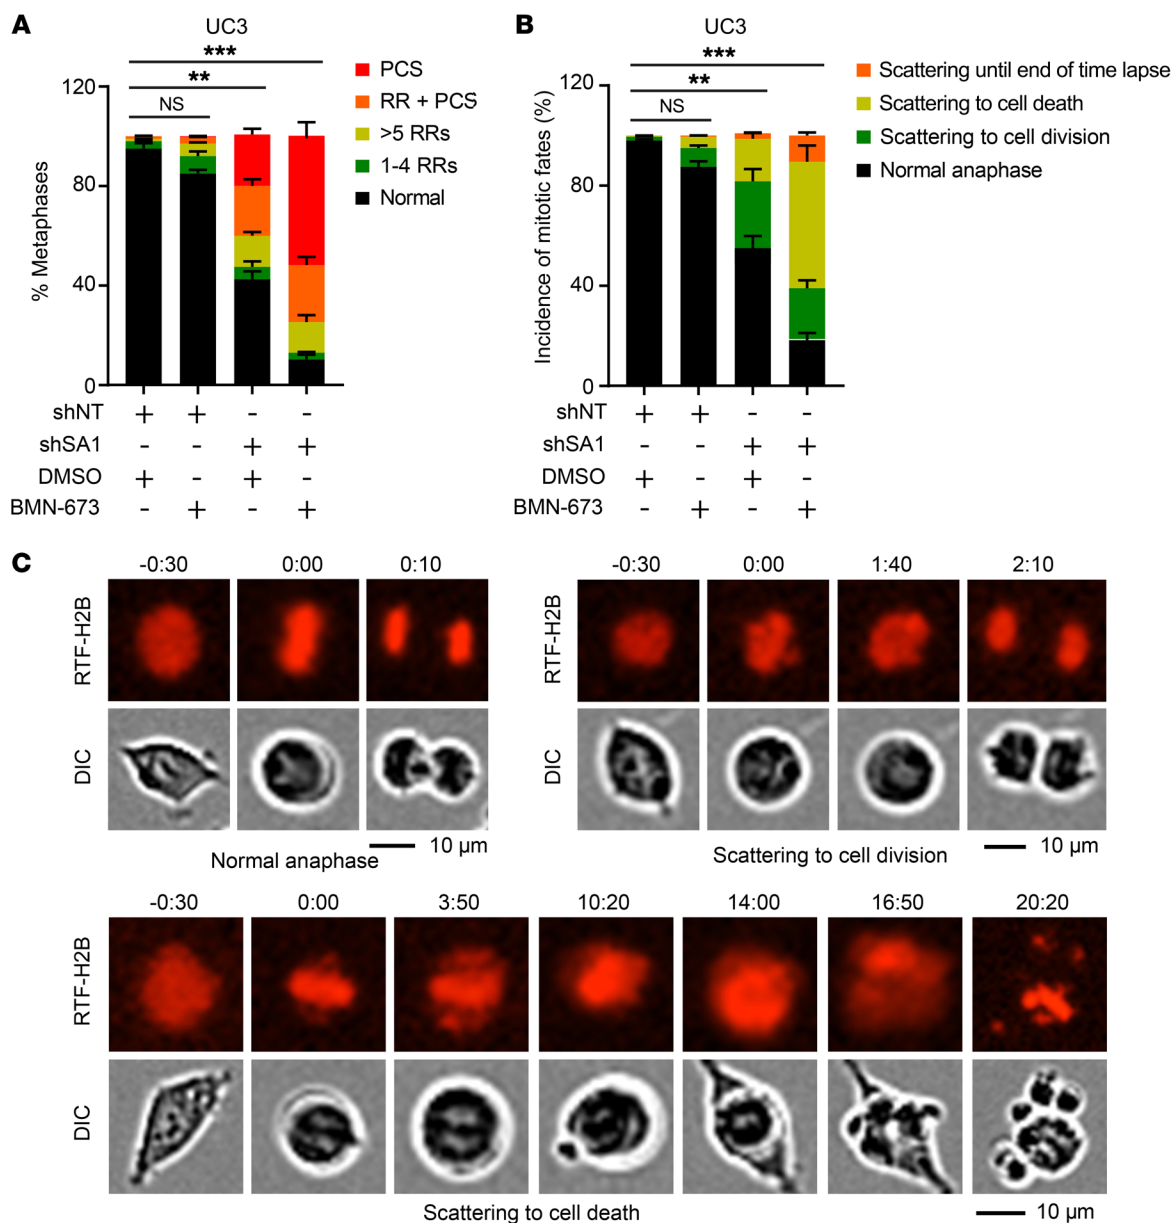 A
UC3
***
**
NS
120
80
40
0
% Metaphases
PCS
RR + PCS
>5 RRs
1-4 RRs
Normal
shNT + + - -
shSA1 - - + +
DMSO + - + -
BMN-673 - + - +
B
UC3
***
**
NS
120
80
40
0
Incidence of mitotic fates (%)
Scattering until end of time lapse
Scattering to cell death
Scattering to cell division
Normal anaphase
shNT + + - -
shSA1 - - + +
DMSO + - + -
BMN-673 - + - +
C
-0:30 0:00 0:10
RTF-H2B
DIC
10 µm
Normal anaphase
-0:30 0:00 1:40 2:10
RTF-H2B
DIC
10 µm
Scattering to cell division
-0:30 0:00 3:50 10:20 14:00 16:50 20:20
RTF-H2B
DIC
Scattering to cell death
10 µm